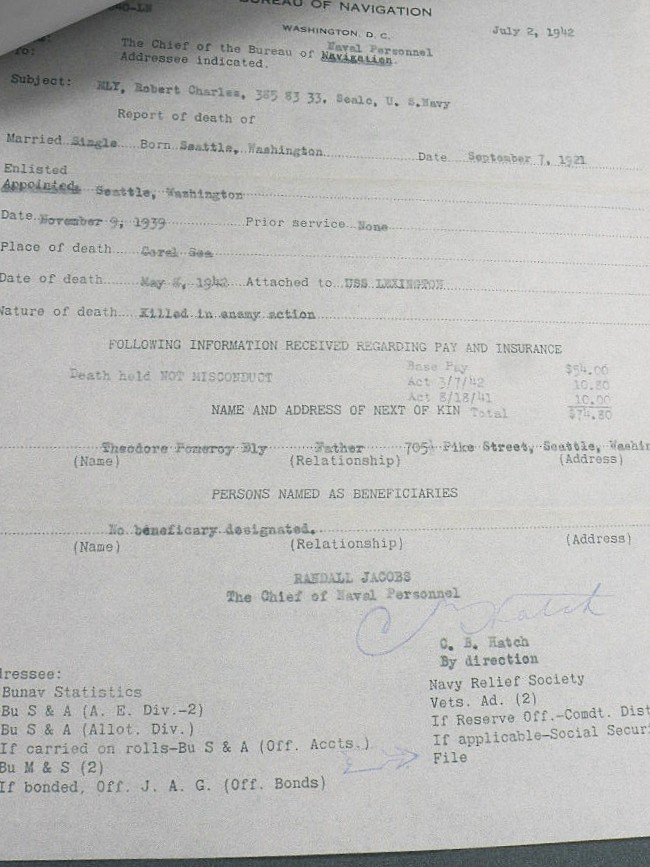 BUREAU OF NAVIGATION
WASHINGTON, D. C.
July 2, 1942
The Chief of the Bureau of Naval Personnel Navigation.
To: Addressee indicated.
Subject: ELY, Robert Charles, 385 83 33, Sea1c, U. S. Navy
Report of death of
Married Single Born Seattle, Washington Date September 7, 1921
Enlisted
Appointed Seattle, Washington
Date November 9, 1939 Prior service None
Place of death Coral Sea
Date of death May 8, 1942 Attached to USS LEXINGTON
Nature of death Killed in enemy action
FOLLOWING INFORMATION RECEIVED REGARDING PAY AND INSURANCE
Death held NOT MISCONDUCT
Base Pay $54.00
Act 3/7/42 10.80
Act 8/18/41 10.00
Total $74.80
NAME AND ADDRESS OF NEXT OF KIN
Theodore Pomeroy Ely Father 705½ Pike Street, Seattle, Washin
(Name) (Relationship) (Address)
PERSONS NAMED AS BENEFICIARIES
No beneficary designated.
(Name) (Relationship) (Address)
RANDALL JACOBS
The Chief of Naval Personnel
C B Hatch
C. B. Hatch
By direction
dressee:
Bunav Statistics
Bu S & A (A. E. Div.-2)
Bu S & A (Allot. Div.)
If carried on rolls-Bu S & A (Off. Accts.)
Bu M & S (2)
If bonded, Off. J. A. G. (Off. Bonds)
Navy Relief Society
Vets. Ad. (2)
If Reserve Off.-Comdt. Dist
If applicable-Social Securi
File